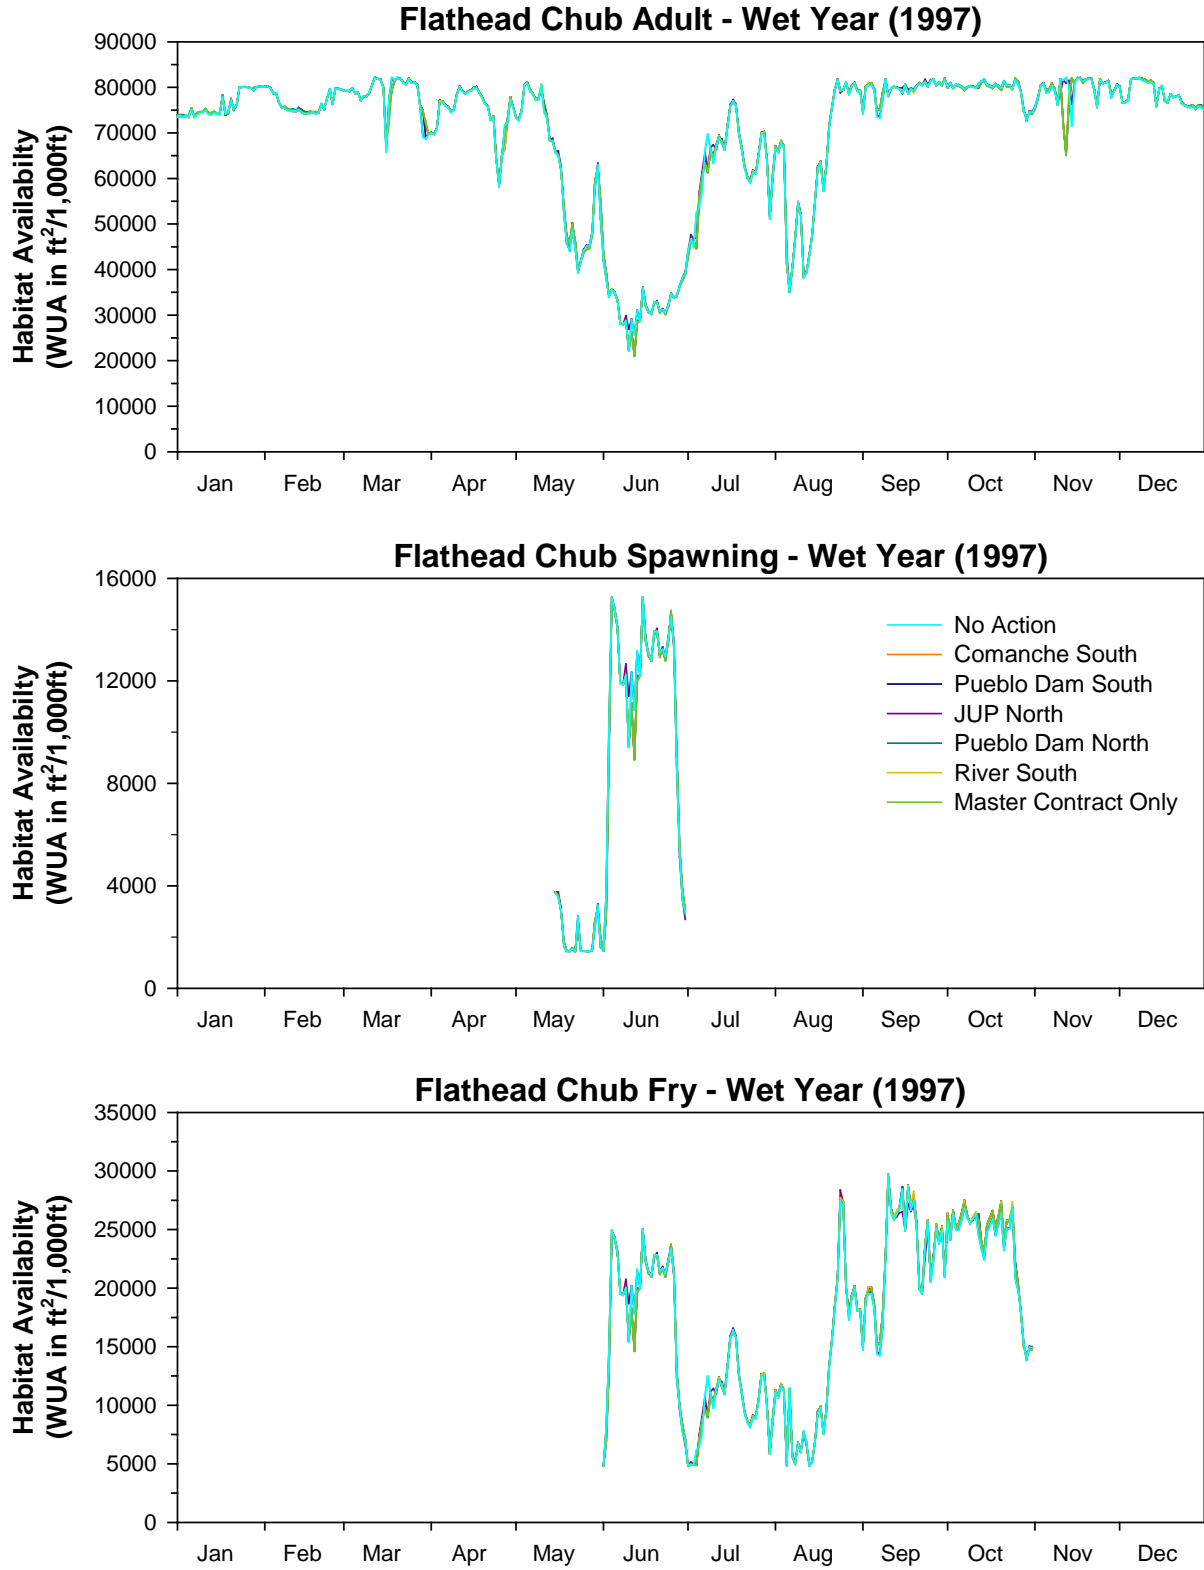 Flathead Chub Adult - Wet Year (1997)
Habitat Availabilty
(WUA in ft²/1,000ft)
90000
80000
70000
60000
50000
40000
30000
20000
10000
0
Jan Feb Mar Apr May Jun Jul Aug Sep Oct Nov Dec
Flathead Chub Spawning - Wet Year (1997)
Habitat Availabilty
(WUA in ft²/1,000ft)
16000
12000
8000
4000
0
No Action
Comanche South
Pueblo Dam South
JUP North
Pueblo Dam North
River South
Master Contract Only
Jan Feb Mar Apr May Jun Jul Aug Sep Oct Nov Dec
Flathead Chub Fry - Wet Year (1997)
Habitat Availabilty
(WUA in ft²/1,000ft)
35000
30000
25000
20000
15000
10000
5000
0
Jan Feb Mar Apr May Jun Jul Aug Sep Oct Nov Dec